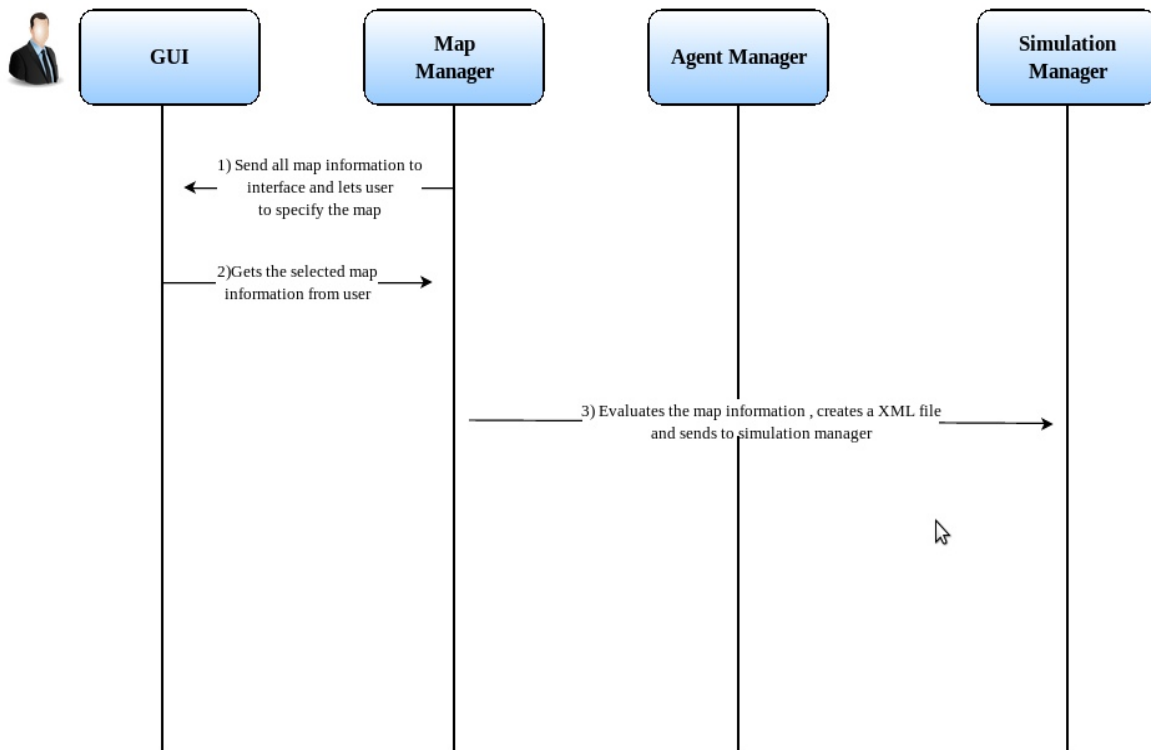 GUI
Map
Manager
Agent Manager
Simulation
Manager
1) Send all map information to
interface and lets user
to specify the map
2)Gets the selected map
information from user
3) Evaluates the map information , creates a XML file
and sends to simulation manager